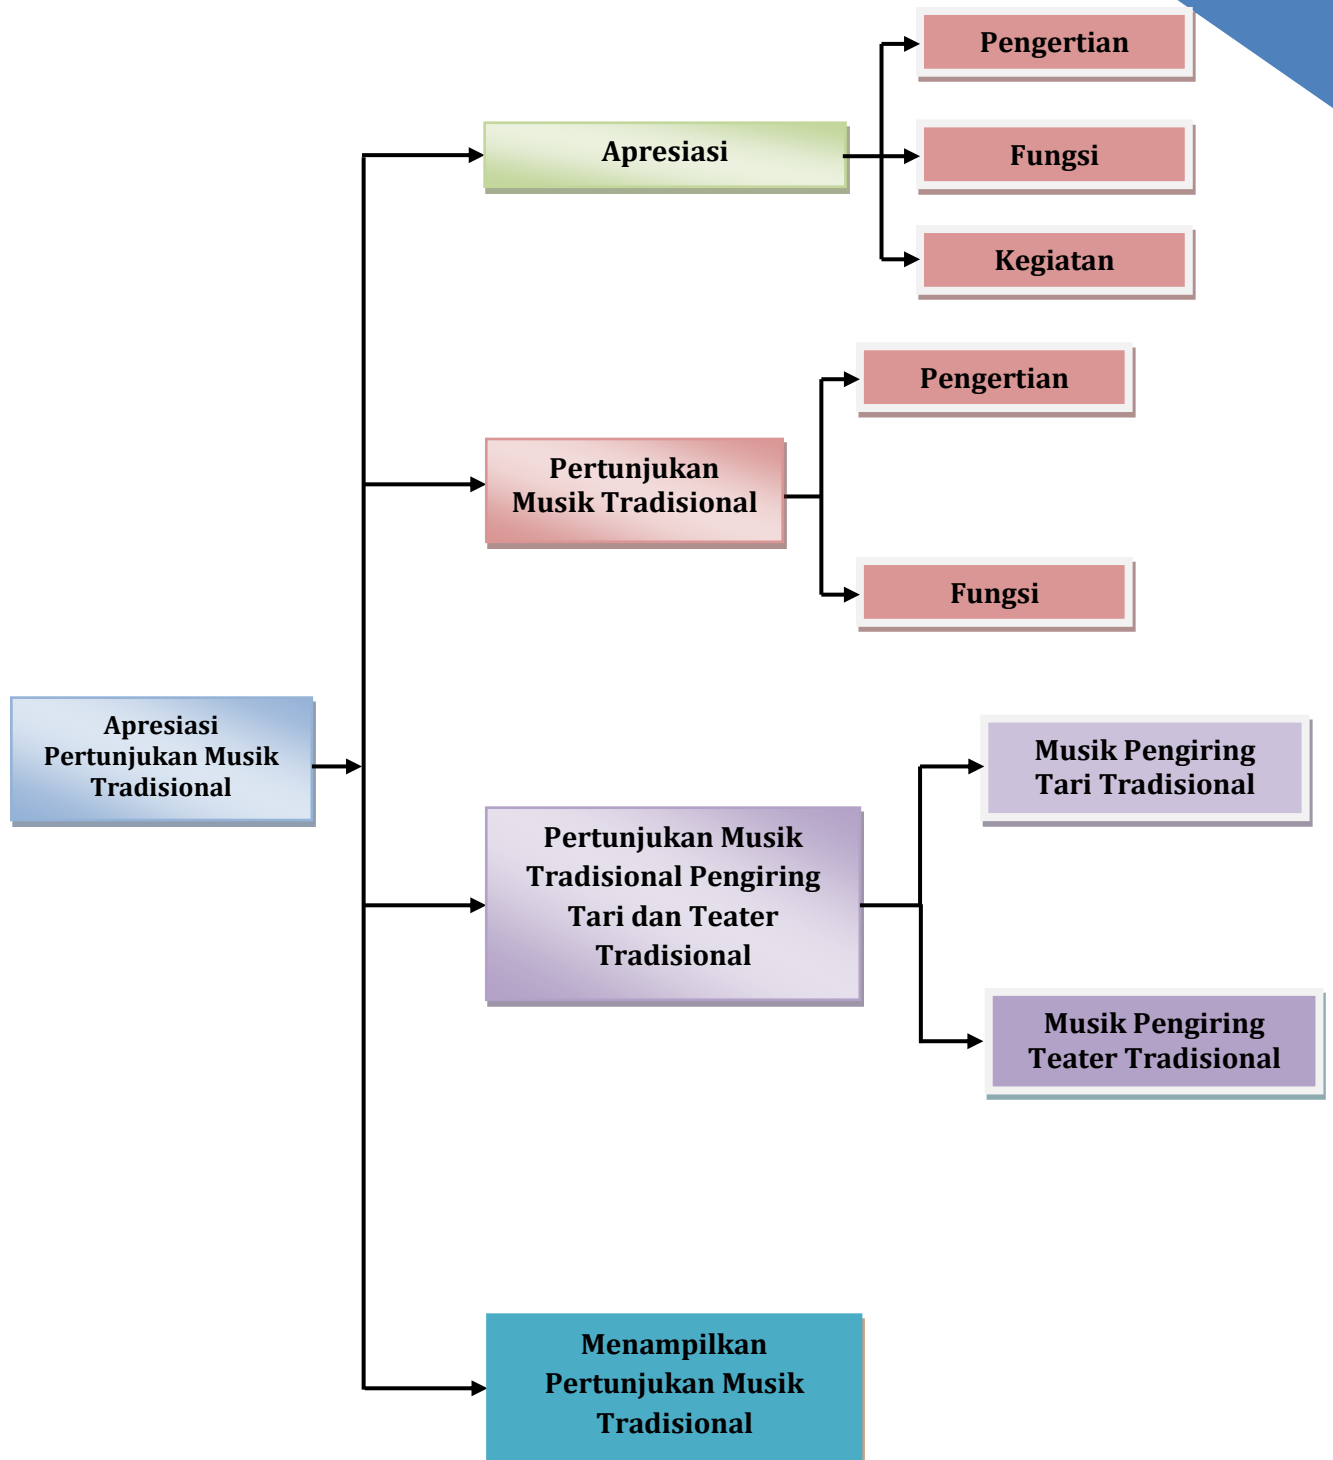 Pengertian
Apresiasi
Fungsi
Kegiatan
Pengertian
Pertunjukan
Musik Tradisional
Fungsi
Apresiasi
Pertunjukan Musik
Tradisional
Musik Pengiring
Tari Tradisional
Pertunjukan Musik
Tradisional Pengiring
Tari dan Teater
Tradisional
Musik Pengiring
Teater Tradisional
Menampilkan
Pertunjukan Musik
Tradisional